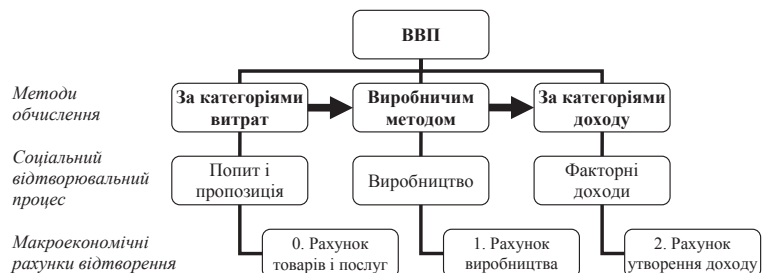 ВВП
Методи
обчислення
За категоріями
витрат
Виробничим
методом
За категоріями
доходу
Соціальний
відтворювальний
процес
Попит і
пропозиція
Виробництво
Факторні
доходи
Макроекономічні
рахунки відтворення
0. Рахунок
товарів і послуг
1. Рахунок
виробництва
2. Рахунок
утворення доходу